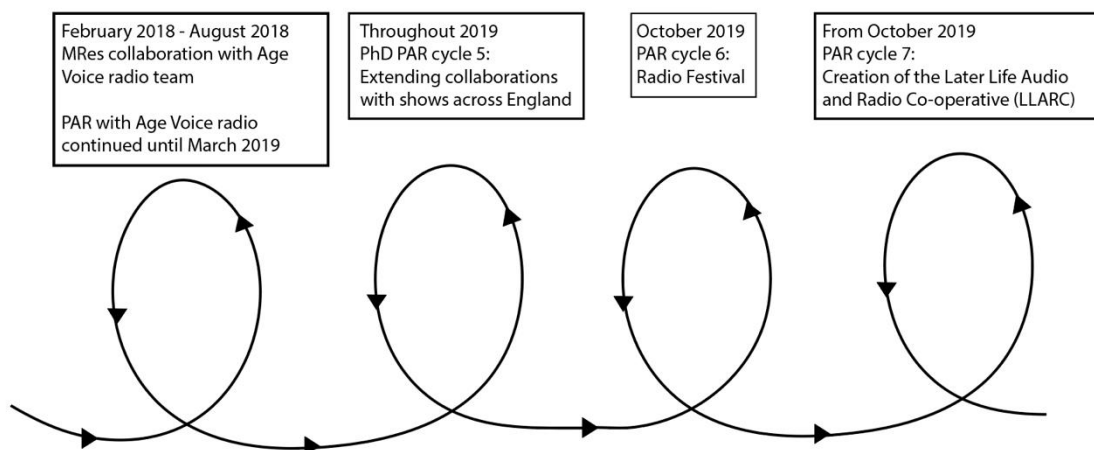 February 2018 - August 2018
MRes collaboration with Age
Voice radio team
PAR with Age Voice radio
continued until March 2019
Throughout 2019
PhD PAR cycle 5:
Extending collaborations
with shows across England
October 2019
PAR cycle 6:
Radio Festival
From October 2019
PAR cycle 7:
Creation of the Later Life Audio
and Radio Co-operative (LLARC)